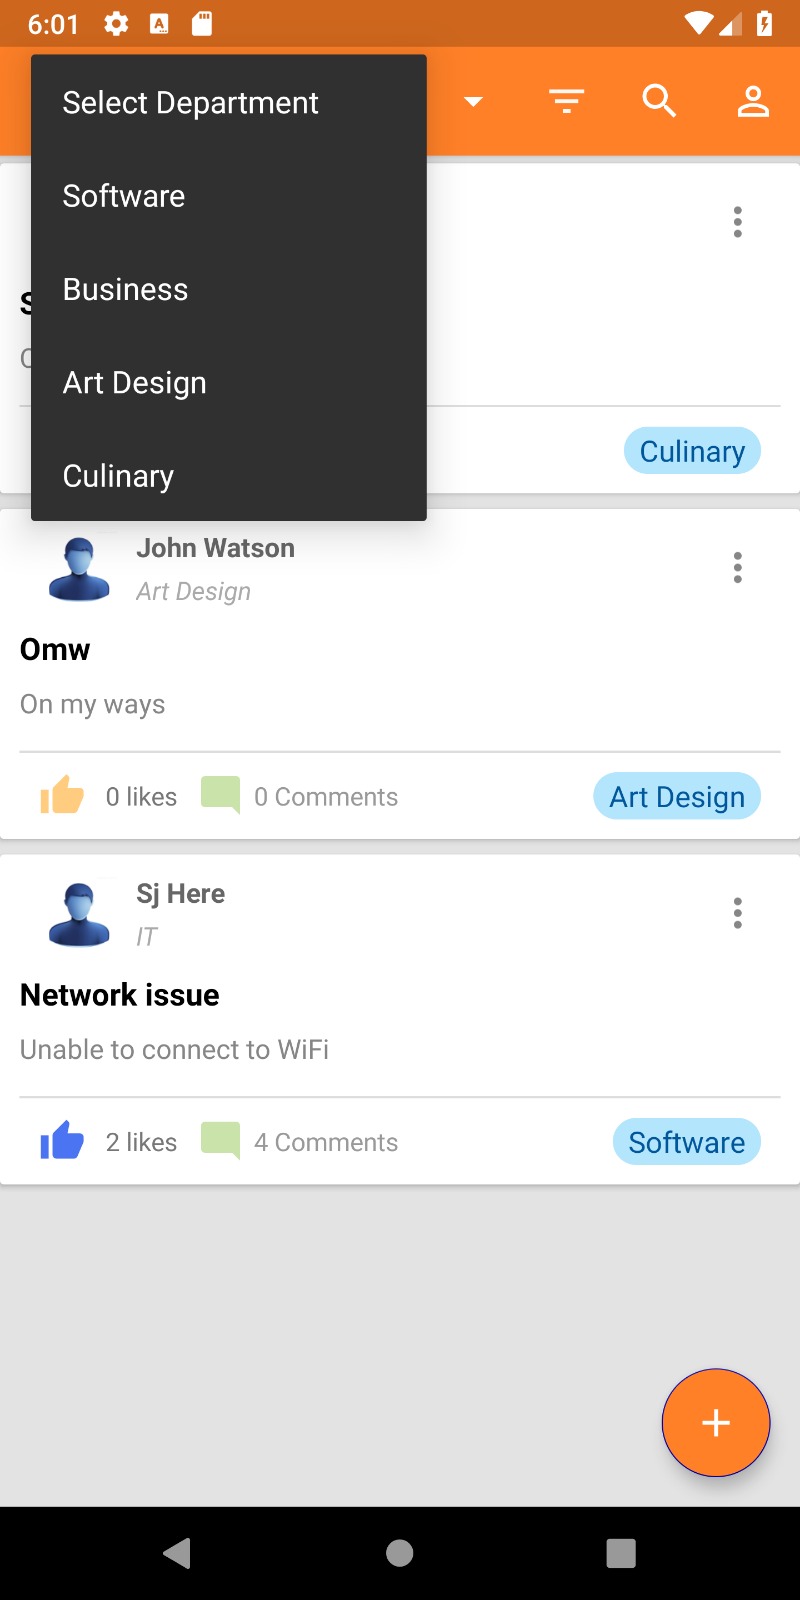 6:01
Select Department
Software
Business
Art Design
Culinary
Culinary
John Watson
Art Design
Omw
On my ways
0 likes
0 Comments
Art Design
Sj Here
IT
Network issue
Unable to connect to WiFi
2 likes
4 Comments
Software